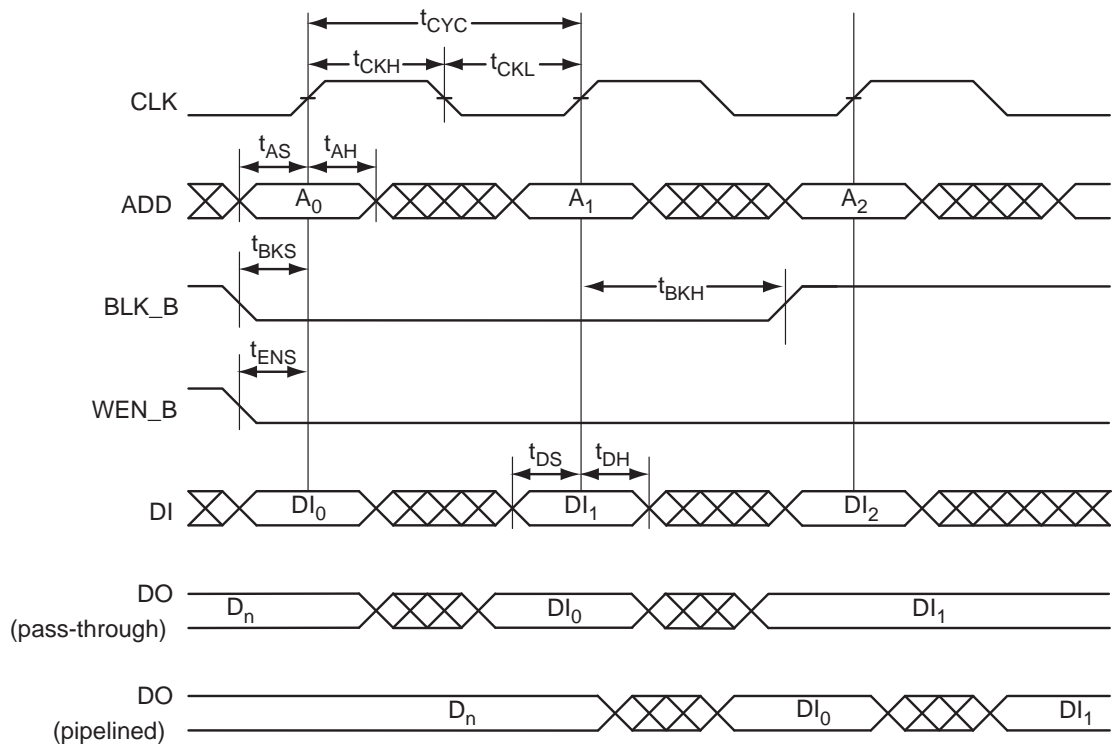 tCYC
tCKH tCKL
CLK
tAS tAH
ADD A0 A1 A2
tBKS
tBKH
BLK_B
tENS
WEN_B
tDS tDH
DI DI0 DI1 DI2
DO
(pass-through) Dn DI0 DI1
DO
(pipelined) Dn DI0 DI1